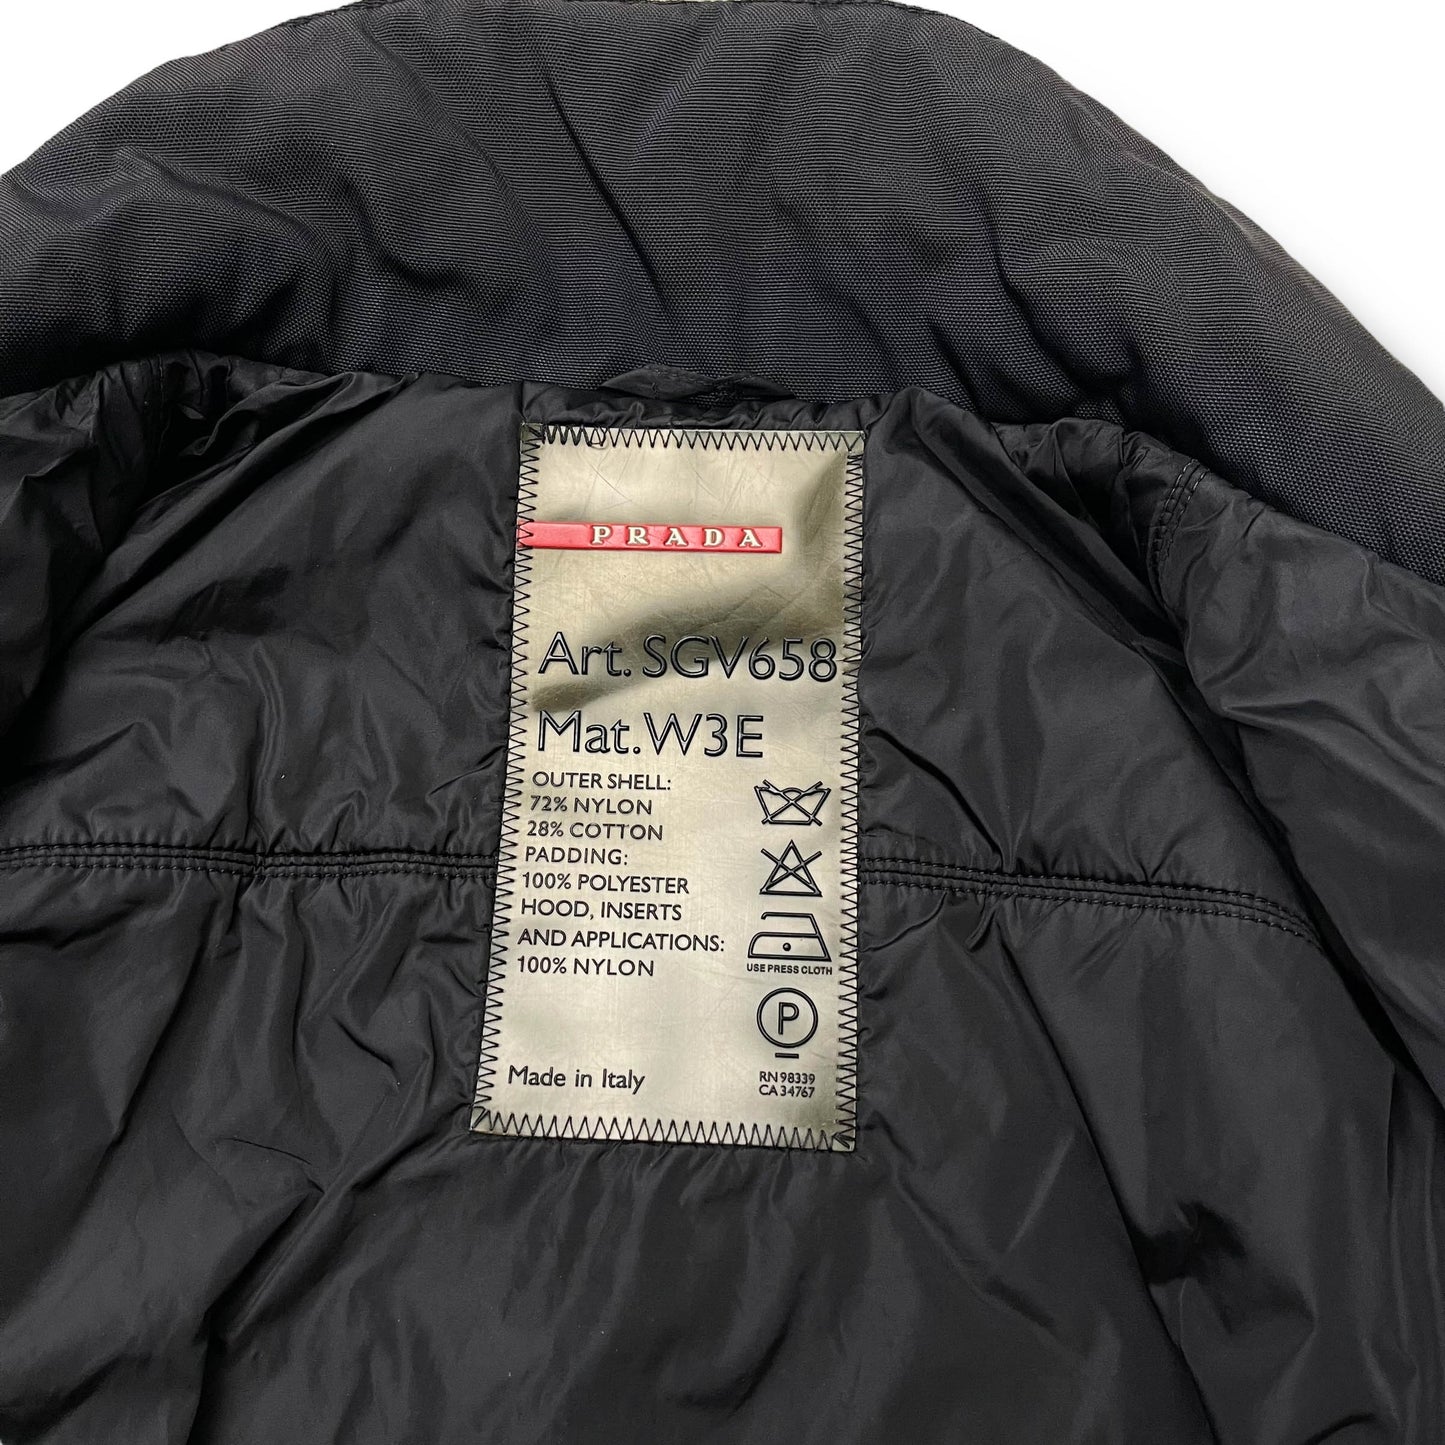 PRADA
Art. SGV658
Mat. W3E
OUTER SHELL:
72% NYLON
28% COTTON
PADDING:
100% POLYESTER
HOOD, INSERTS
AND APPLICATIONS:
100% NYLON
USE PRESS CLOTH
P
Made in Italy
RN 98339
CA 34767